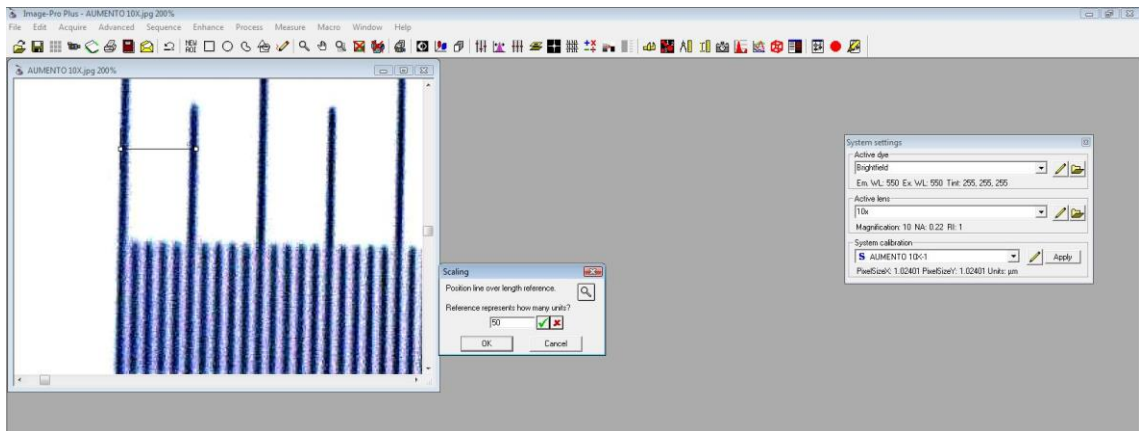 Image-Pro Plus - AUMENTO 10X.jpg 200%
File Edit Acquire Advanced Sequence Enhance Process Measure Macro Window Help
NEW AOI
AUMENTO 10X.jpg 200%
System settings
Active dye
Brightfield
Em. WL: 550 Ex. WL: 550 Tint: 255, 255, 255
Active lens
10x
Magnification: 10 NA: 0.22 RI: 1
System calibration
S AUMENTO 10X-1 Apply
PixelSizeX: 1.02401 PixelSizeY: 1.02401 Units: µm
Scaling
Position line over length reference.
Reference represents how many units?
50
OK Cancel